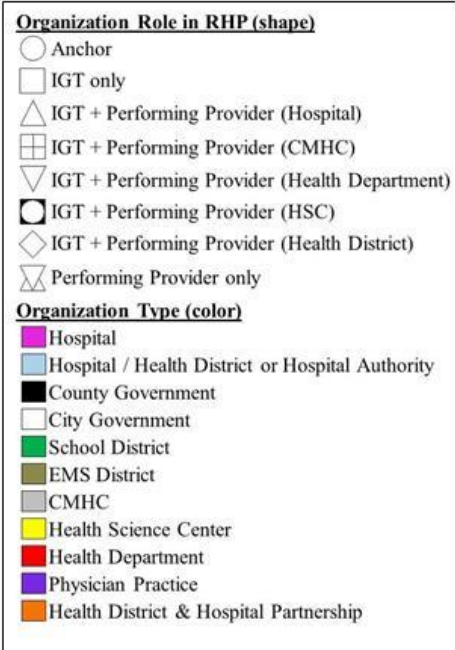 Organization Role in RHP (shape)
Anchor
IGT only
IGT + Performing Provider (Hospital)
IGT + Performing Provider (CMHC)
IGT + Performing Provider (Health Department)
IGT + Performing Provider (HSC)
IGT + Performing Provider (Health District)
Performing Provider only
Organization Type (color)
Hospital
Hospital / Health District or Hospital Authority
County Government
City Government
School District
EMS District
CMHC
Health Science Center
Health Department
Physician Practice
Health District & Hospital Partnership